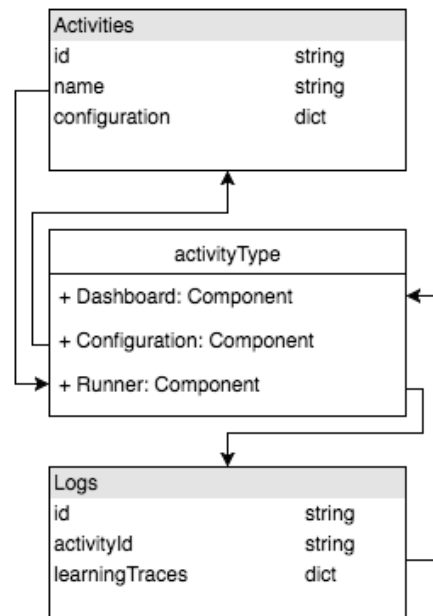 Activities
id string
name string
configuration dict
activityType
+ Dashboard: Component
+ Configuration: Component
+ Runner: Component
Logs
id string
activityId string
learningTraces dict